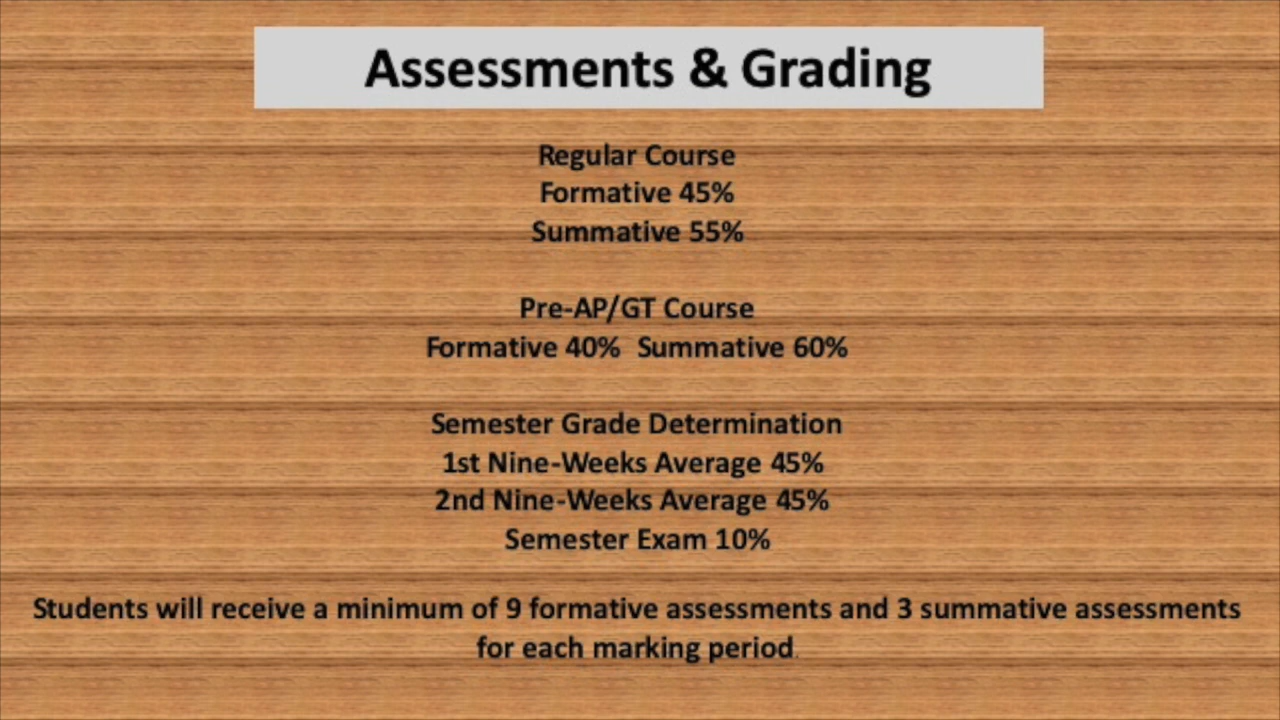 Assessments & Grading
Regular Course
Formative 45%
Summative 55%
Pre-AP/GT Course
Formative 40%  Summative 60%
Semester Grade Determination
1st Nine-Weeks Average 45%
2nd Nine-Weeks Average 45%
Semester Exam 10%
Students will receive a minimum of 9 formative assessments and 3 summative assessments
for each marking period.